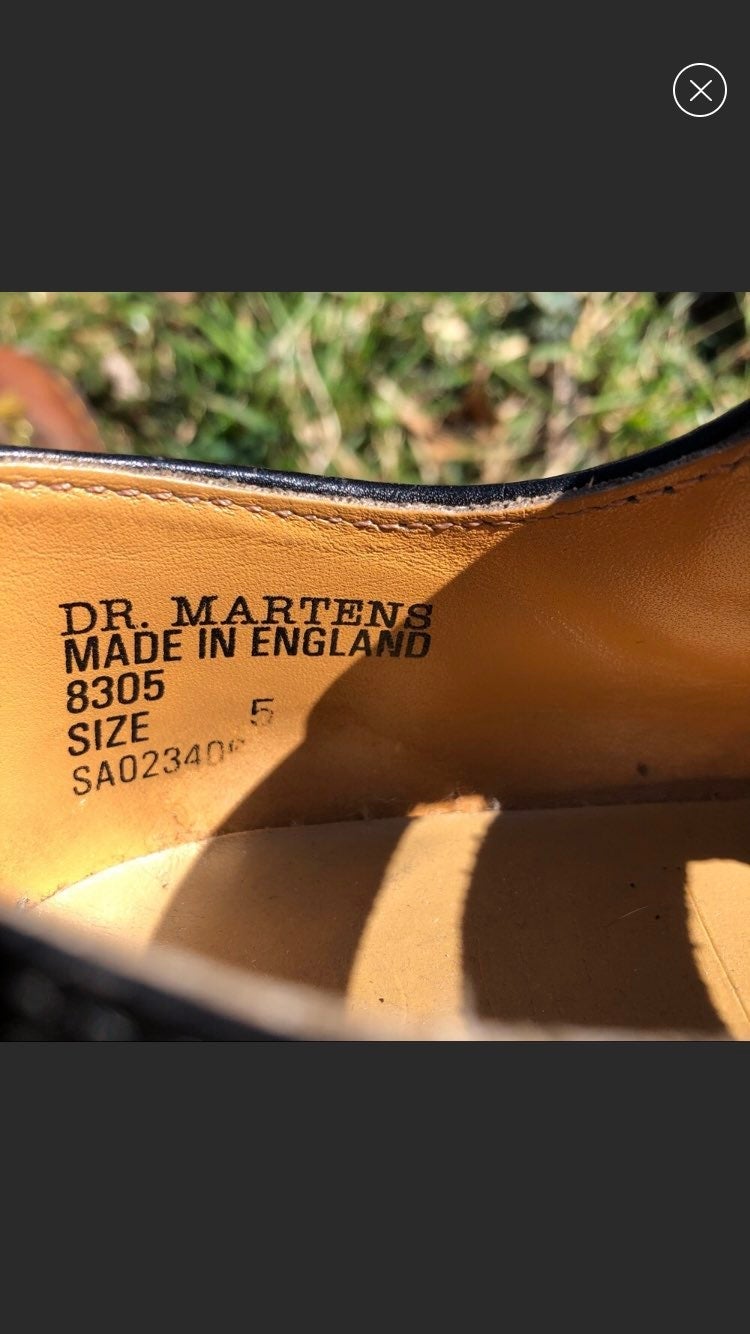 DR. MARTENS
MADE IN ENGLAND
8305
SIZE 5